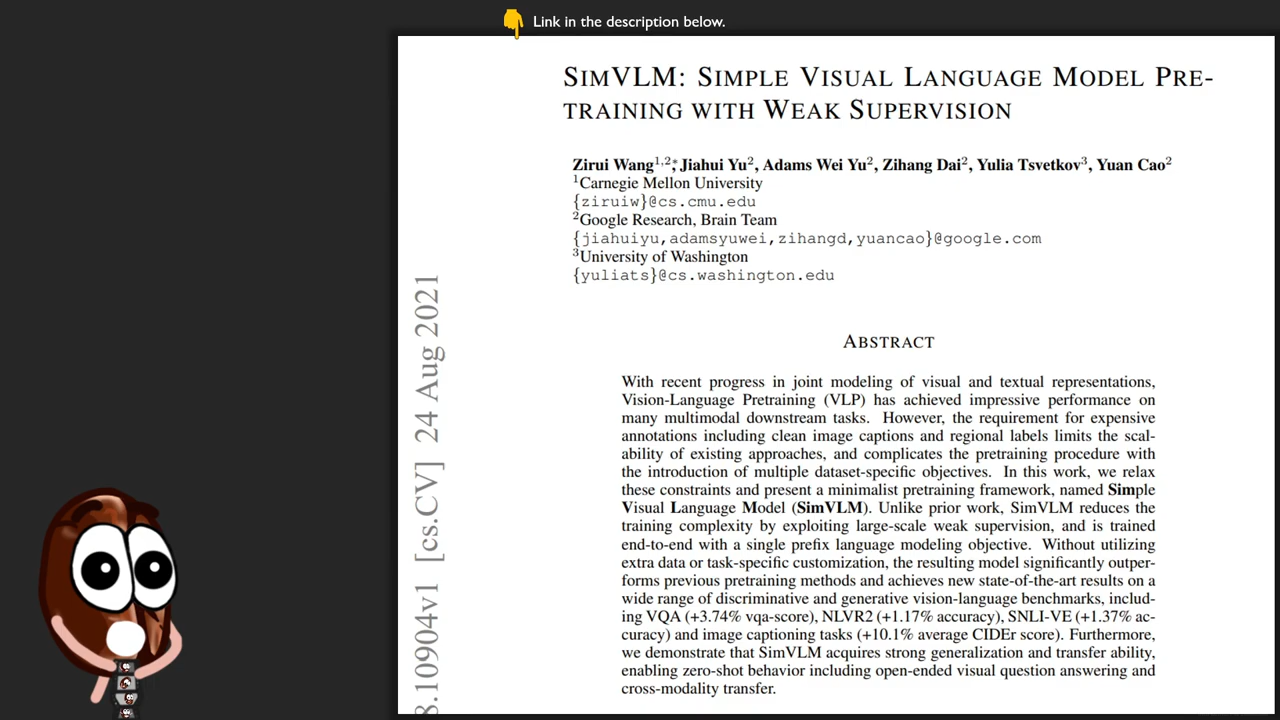 Link in the description below.
SIMVLM: SIMPLE VISUAL LANGUAGE MODEL PRE-
TRAINING WITH WEAK SUPERVISION
Zirui Wang1,2*, Jiahui Yu2, Adams Wei Yu2, Zihang Dai2, Yulia Tsvetkov3, Yuan Cao2
1Carnegie Mellon University
{ziruiw}@cs.cmu.edu
2Google Research, Brain Team
{jiahuiyu,adamsyuwei,zihangd,yuancao}@google.com
3University of Washington
{yuliats}@cs.washington.edu
ABSTRACT
With recent progress in joint modeling of visual and textual representations,
Vision-Language Pretraining (VLP) has achieved impressive performance on
many multimodal downstream tasks. However, the requirement for expensive
annotations including clean image captions and regional labels limits the scal-
ability of existing approaches, and complicates the pretraining procedure with
the introduction of multiple dataset-specific objectives. In this work, we relax
these constraints and present a minimalist pretraining framework, named Simple
Visual Language Model (SimVLM). Unlike prior work, SimVLM reduces the
training complexity by exploiting large-scale weak supervision, and is trained
end-to-end with a single prefix language modeling objective. Without utilizing
extra data or task-specific customization, the resulting model significantly outper-
forms previous pretraining methods and achieves new state-of-the-art results on a
wide range of discriminative and generative vision-language benchmarks, includ-
ing VQA (+3.74% vqa-score), NLVR2 (+1.17% accuracy), SNLI-VE (+1.37% ac-
curacy) and image captioning tasks (+10.1% average CIDEr score). Furthermore,
we demonstrate that SimVLM acquires strong generalization and transfer ability,
enabling zero-shot behavior including open-ended visual question answering and
cross-modality transfer.
8.10904v1 [cs.CV] 24 Aug 2021